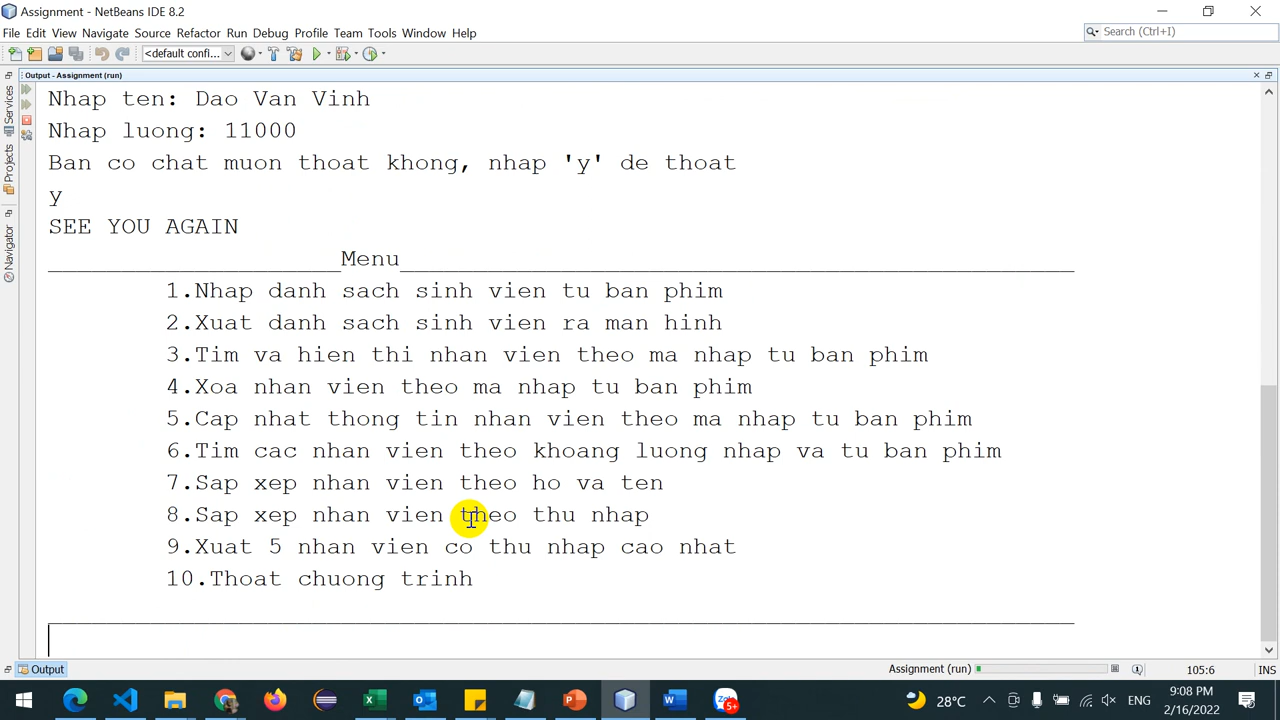 Assignment - NetBeans IDE 8.2
File Edit View Navigate Source Refactor Run Debug Profile Team Tools Window Help
Search (Ctrl+I)
<default confi...
Output - Assignment (run)
Services
Projects
Navigator
Nhap ten: Dao Van Vinh
Nhap luong: 11000
Ban co chat muon thoat khong, nhap 'y' de thoat
y
SEE YOU AGAIN
______________________Menu______________________________________________
1.Nhap danh sach sinh vien tu ban phim
2.Xuat danh sach sinh vien ra man hinh
3.Tim va hien thi nhan vien theo ma nhap tu ban phim
4.Xoa nhan vien theo ma nhap tu ban phim
5.Cap nhat thong tin nhan vien theo ma nhap tu ban phim
6.Tim cac nhan vien theo khoang luong nhap va tu ban phim
7.Sap xep nhan vien theo ho va ten
8.Sap xep nhan vien theo thu nhap
9.Xuat 5 nhan vien co thu nhap cao nhat
10.Thoat chuong trinh
Output
Assignment (run)
105:6
INS
28°C
ENG
9:08 PM
2/16/2022
5+